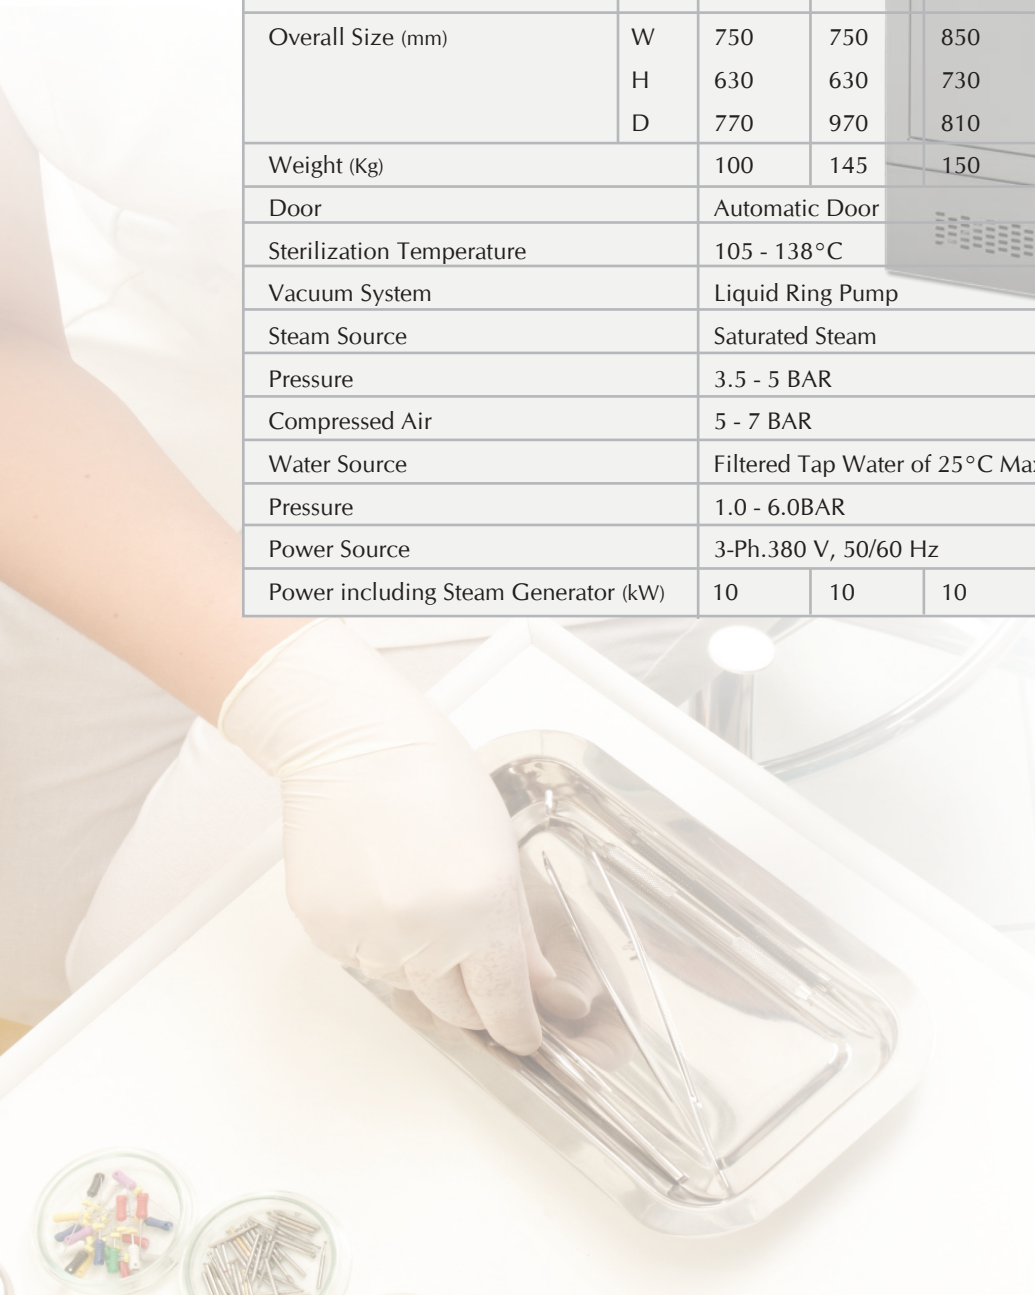 Overall Size (mm) W 750 750 850
H 630 630 730
D 770 970 810
Weight (Kg) 100 145 150
Door Automatic Door
Sterilization Temperature 105 - 138°C
Vacuum System Liquid Ring Pump
Steam Source Saturated Steam
Pressure 3.5 - 5 BAR
Compressed Air 5 - 7 BAR
Water Source Filtered Tap Water of 25°C
Pressure 1.0 - 6.0BAR
Power Source 3-Ph.380 V, 50/60 Hz
Power including Steam Generator (kW) 10 10 10